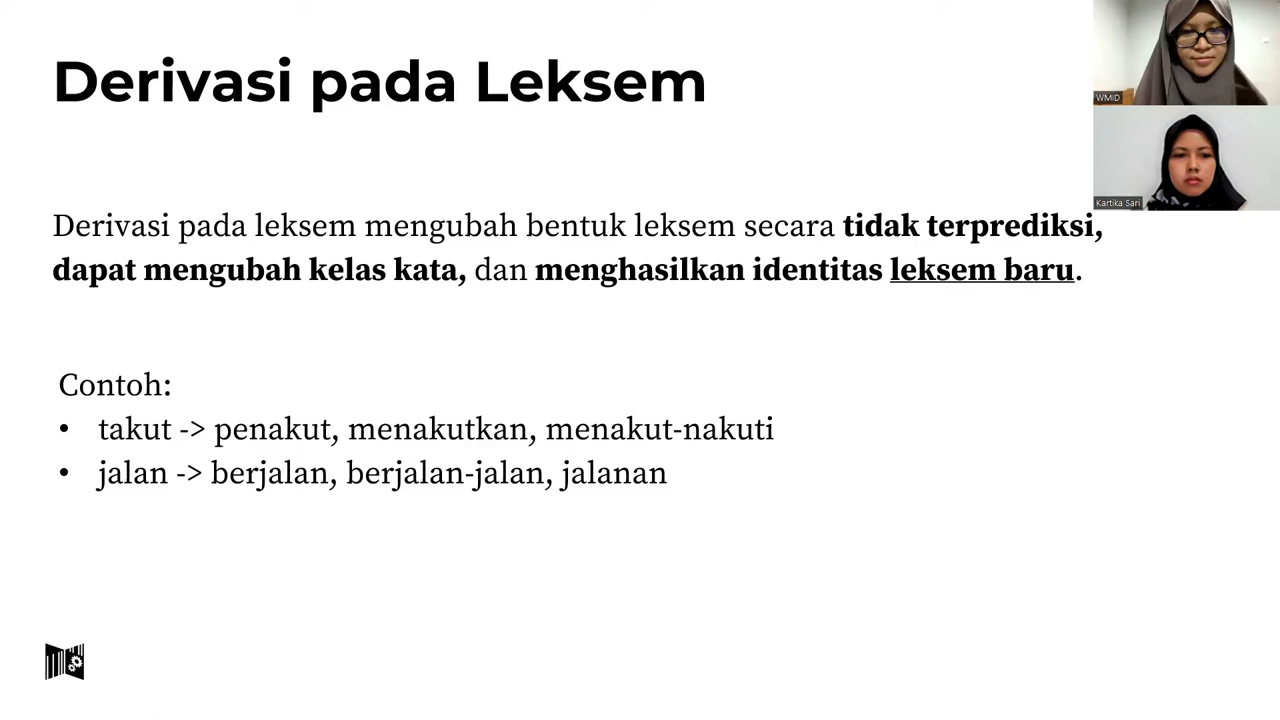 Derivasi pada Leksem
WMID
Kartika Sari
Derivasi pada leksem mengubah bentuk leksem secara tidak terprediksi,
dapat mengubah kelas kata, dan menghasilkan identitas leksem baru.
Contoh:
• takut -> penakut, menakutkan, menakut-nakuti
• jalan -> berjalan, berjalan-jalan, jalanan